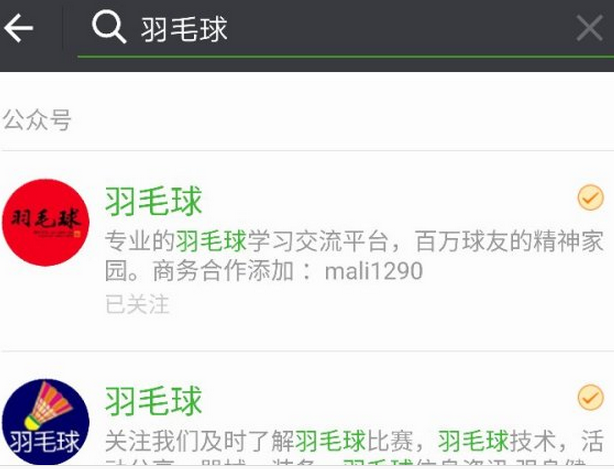 羽毛球
公众号
羽毛球
羽毛球
专业的羽毛球学习交流平台，百万球友的精神家
园。商务合作添加：mali1290
已关注
羽毛球
羽毛球
关注我们及时了解羽毛球比赛，羽毛球技术，活